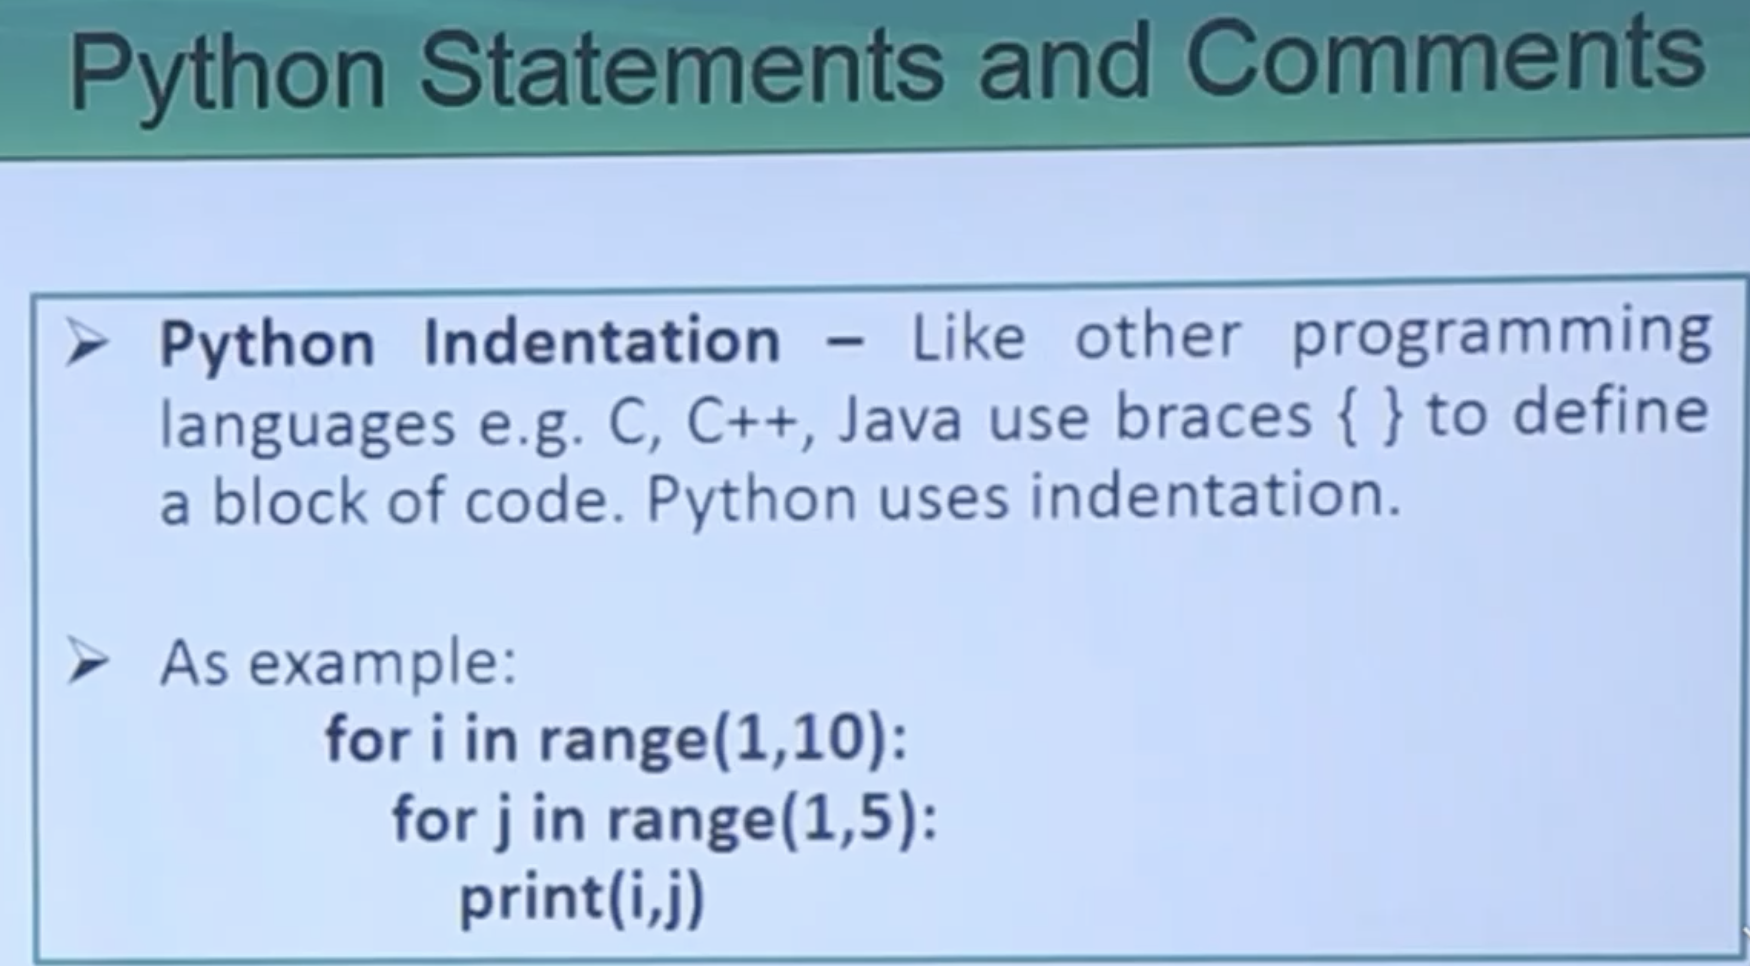 Python Statements and Comments
Python Indentation – Like other programming
languages e.g. C, C++, Java use braces { } to define
a block of code. Python uses indentation.
As example:
for i in range(1,10):
for j in range(1,5):
print(i,j)